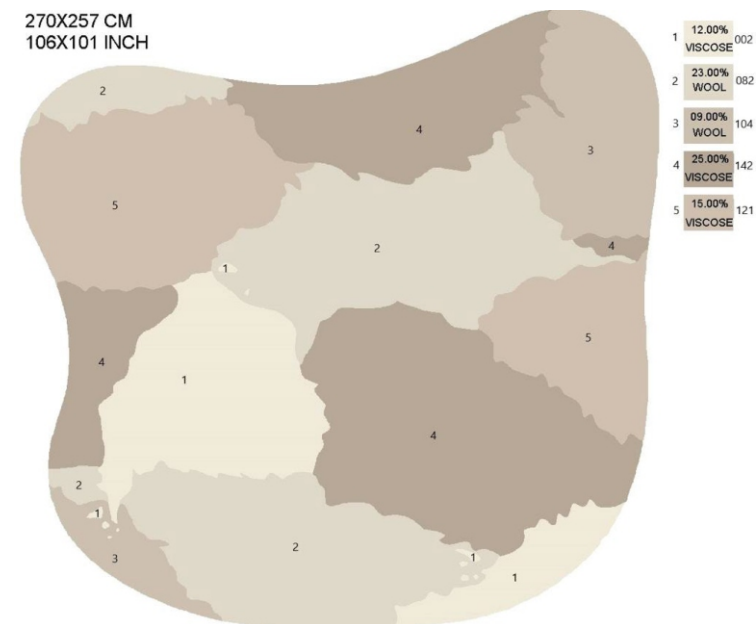 270X257 CM
106X101 INCH
1 12.00% VISCOSE 002
2 23.00% WOOL 082
3 09.00% WOOL 104
4 25.00% VISCOSE 142
5 15.00% VISCOSE 121
2
4
3
5
2
4
1
5
4
1
4
2
1
2
3
1
1